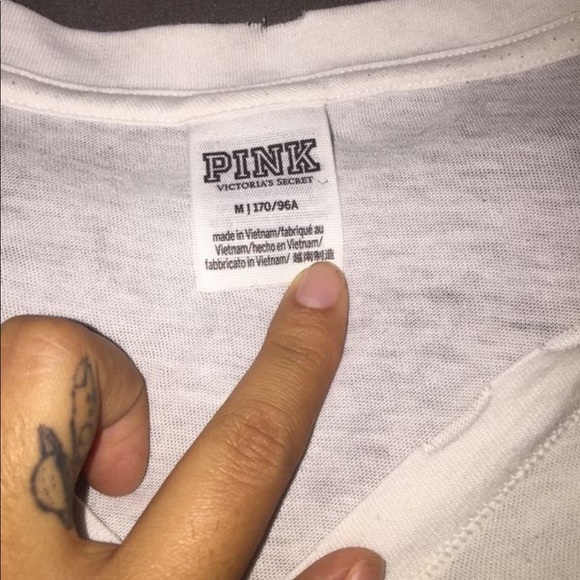 PINK
VICTORIA'S SECRET
M | 170/96A
made in Vietnam/fabriqué au
Vietnam/hecho en Vietnam/
fabbricato in Vietnam/ 越南制造